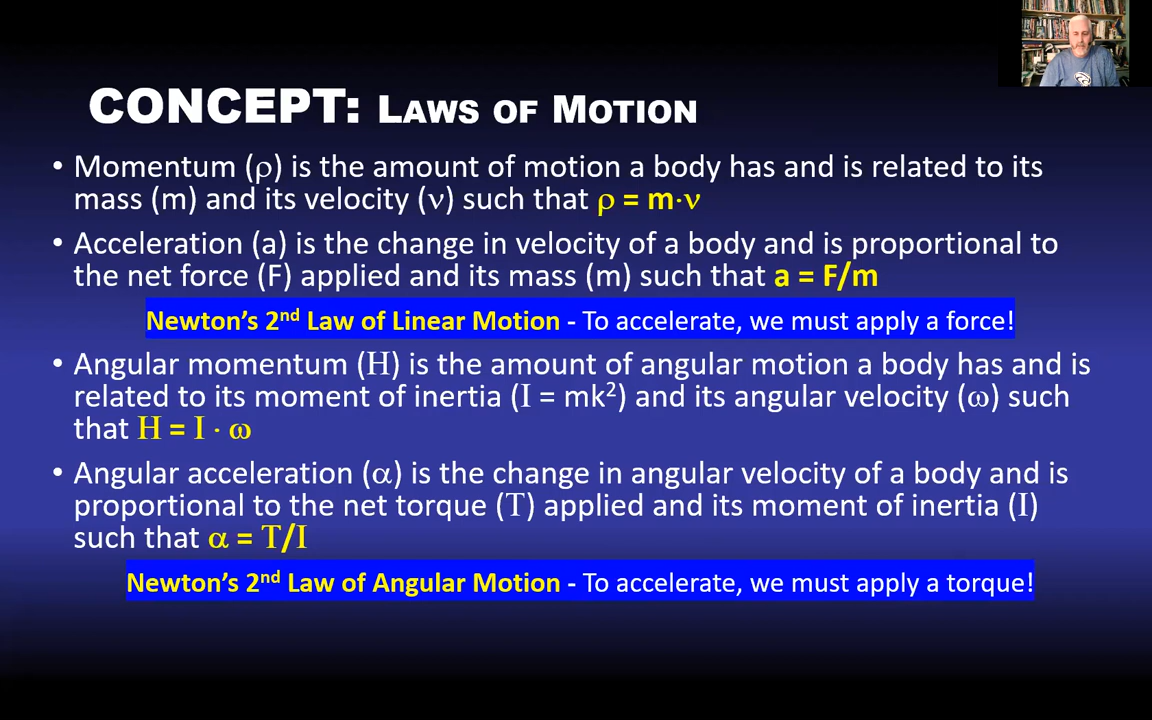 CONCEPT: LAWS OF MOTION
• Momentum (ρ) is the amount of motion a body has and is related to its
mass (m) and its velocity (ν) such that ρ = m·ν
• Acceleration (a) is the change in velocity of a body and is proportional to
the net force (F) applied and its mass (m) such that a = F/m
Newton's 2nd Law of Linear Motion - To accelerate, we must apply a force!
• Angular momentum (H) is the amount of angular motion a body has and is
related to its moment of inertia (I = mk²) and its angular velocity (ω) such
that H = I · ω
• Angular acceleration (α) is the change in angular velocity of a body and is
proportional to the net torque (T) applied and its moment of inertia (I)
such that α = T/I
Newton's 2nd Law of Angular Motion - To accelerate, we must apply a torque!